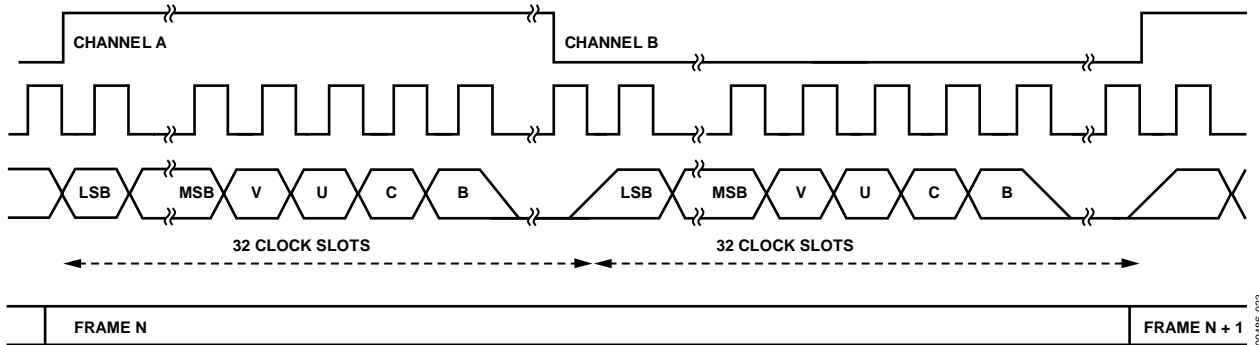 CHANNEL A CHANNEL B
LSB MSB V U C B LSB MSB V U C B
32 CLOCK SLOTS 32 CLOCK SLOTS
FRAME N FRAME N + 1